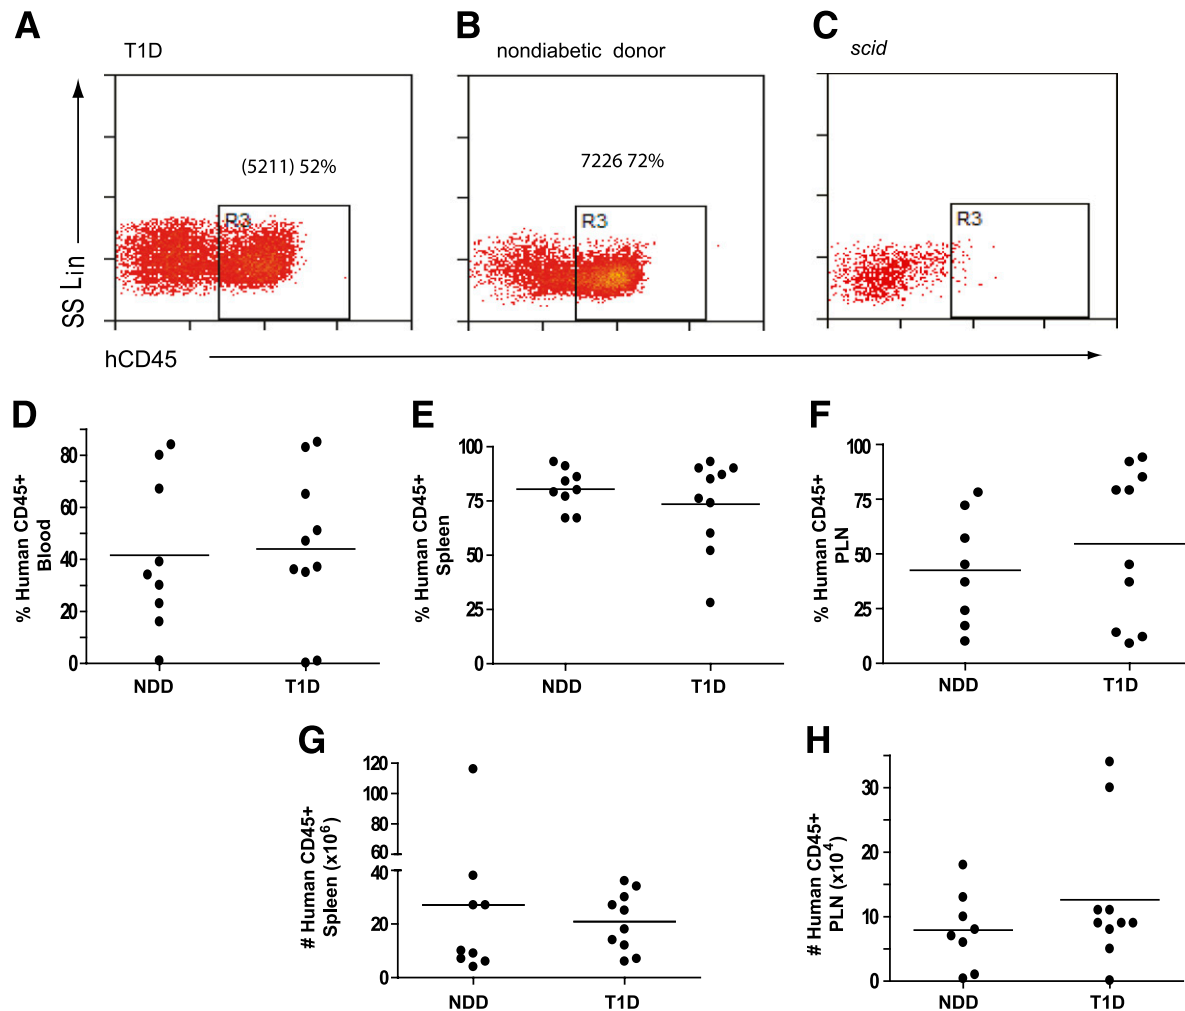 A
B
C
T1D
nondiabetic donor
scid
(5211) 52%
7226 72%
R3
R3
R3
SS Lin
hCD45
D
E
F
% Human CD45+
Blood
80
60
40
20
0
NDD
T1D
% Human CD45+
Spleen
100
75
50
25
0
NDD
T1D
% Human CD45+
PLN
100
75
50
25
0
NDD
T1D
G
H
# Human CD45+
Spleen (x10⁶)
120
100
80
60
40
20
0
NDD
T1D
# Human CD45+
PLN (x10⁴)
30
20
10
0
NDD
T1D